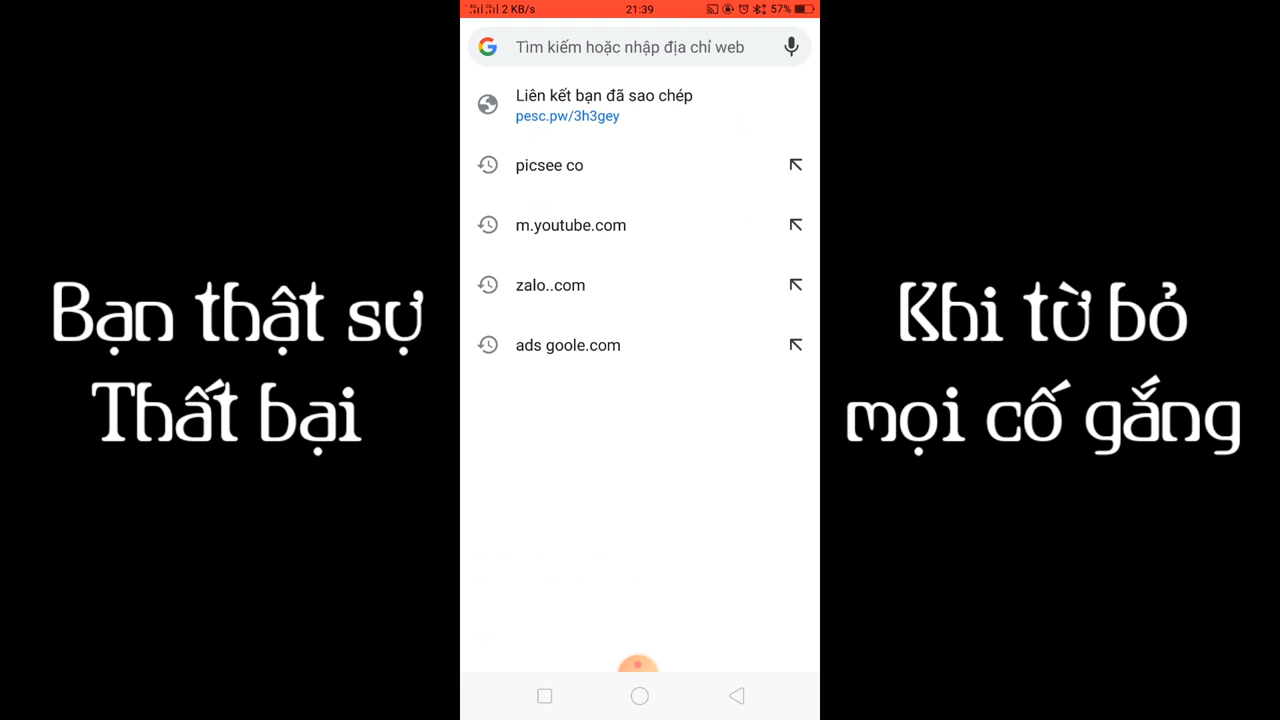 2 KB/s 21:39 57%
Tìm kiếm hoặc nhập địa chỉ web
Liên kết bạn đã sao chép
pesc.pw/3h3gey
picsee co
m.youtube.com
zalo..com
ads goole.com
Bạn thật sự
Thất bại
Khi từ bỏ
mọi cố gắng